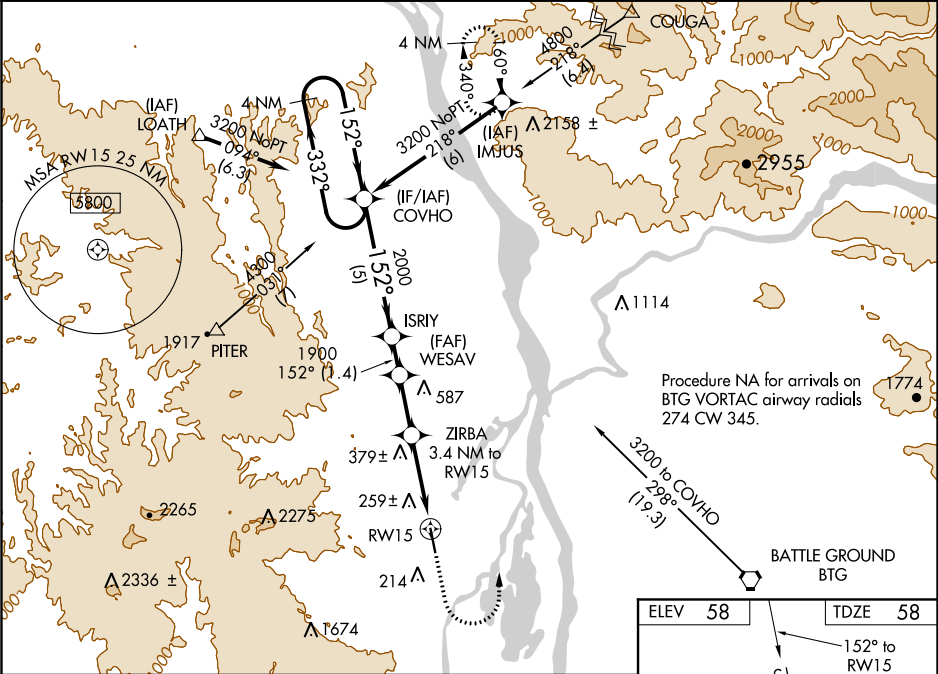 COUGA
1000
4 NM
4800
218°
(6.4)
340°
160°
1000
2000
(IAF)
LOATH
4 NM
3200 NoPT
094°
(6.3)
152°
332°
3200 NoPT
218°
(6)
(IAF)
IMJUS
2158 ±
2000
1000
2955
MSA RW15 25 NM
5800
(IF/IAF)
COVHO
1000
2000
152°
(5)
4300
031°
(7)
1114
1917
PITER
ISRIY
(FAF)
WESAV
1900
152° (1.4)
587
Procedure NA for arrivals on
BTG VORTAC airway radials
274 CW 345.
1774
ZIRBA
3.4 NM to
RW15
379±
3200 to COVHO
298°
(19.3)
259±
2265
2275
RW15
BATTLE GROUND
BTG
214
2336 ±
1674
ELEV 58
TDZE 58
152° to
RW15